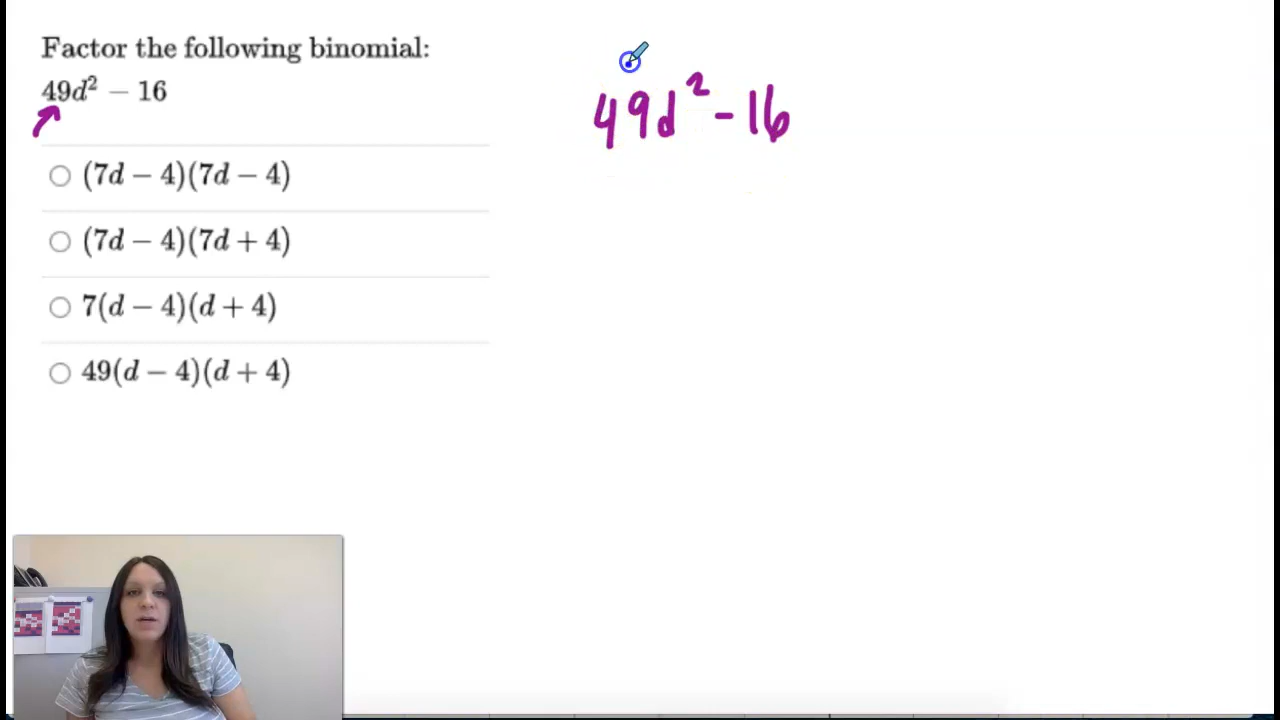 Factor the following binomial:
49d² − 16
49d² - 16
(7d − 4)(7d − 4)
(7d − 4)(7d + 4)
7(d − 4)(d + 4)
49(d − 4)(d + 4)